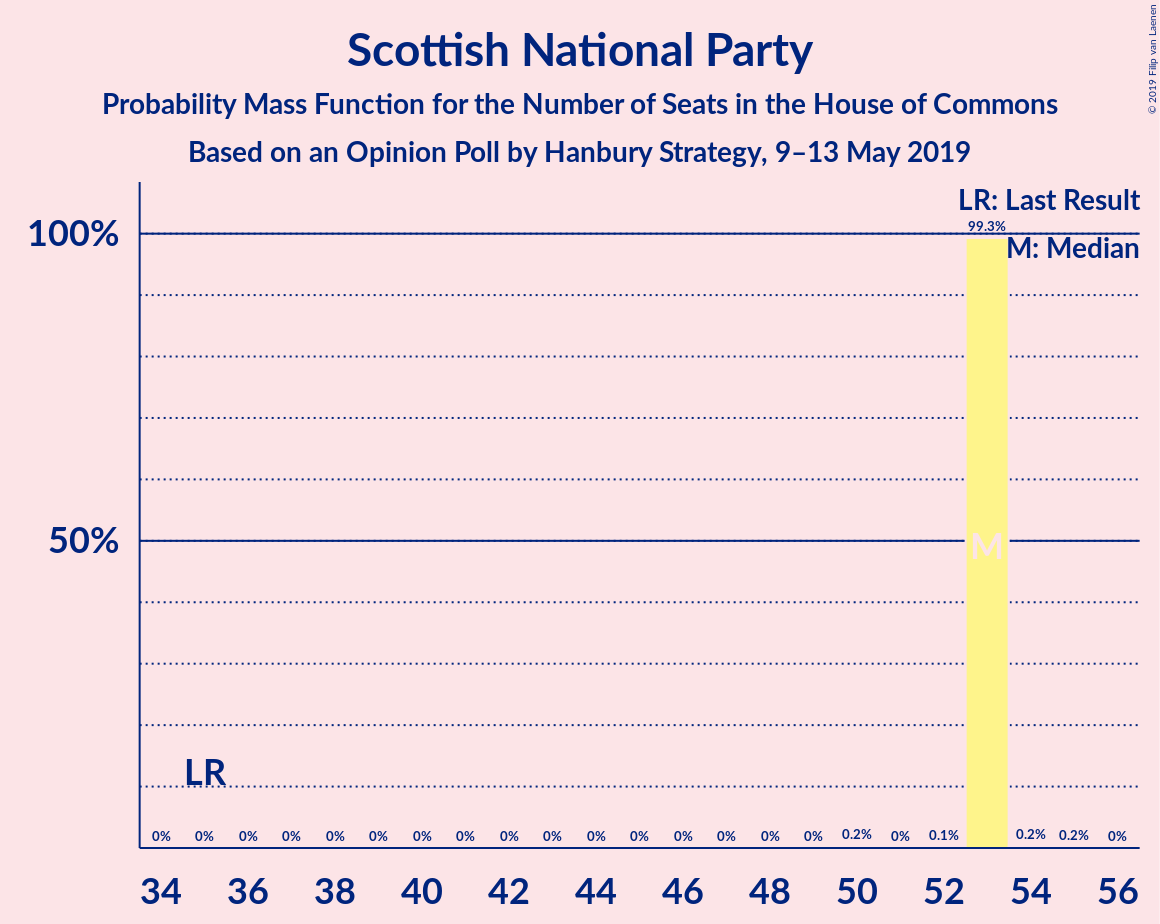 Scottish National Party
Probability Mass Function for the Number of Seats in the House of Commons
Based on an Opinion Poll by Hanbury Strategy, 9–13 May 2019
© 2019 Filip van Laenen
LR: Last Result
M: Median
100%
50%
99.3%
M
LR
0% 0% 0% 0% 0% 0% 0% 0% 0% 0% 0% 0% 0% 0% 0% 0% 0.2% 0% 0.1% 0.2% 0.2% 0%
34 36 38 40 42 44 46 48 50 52 54 56